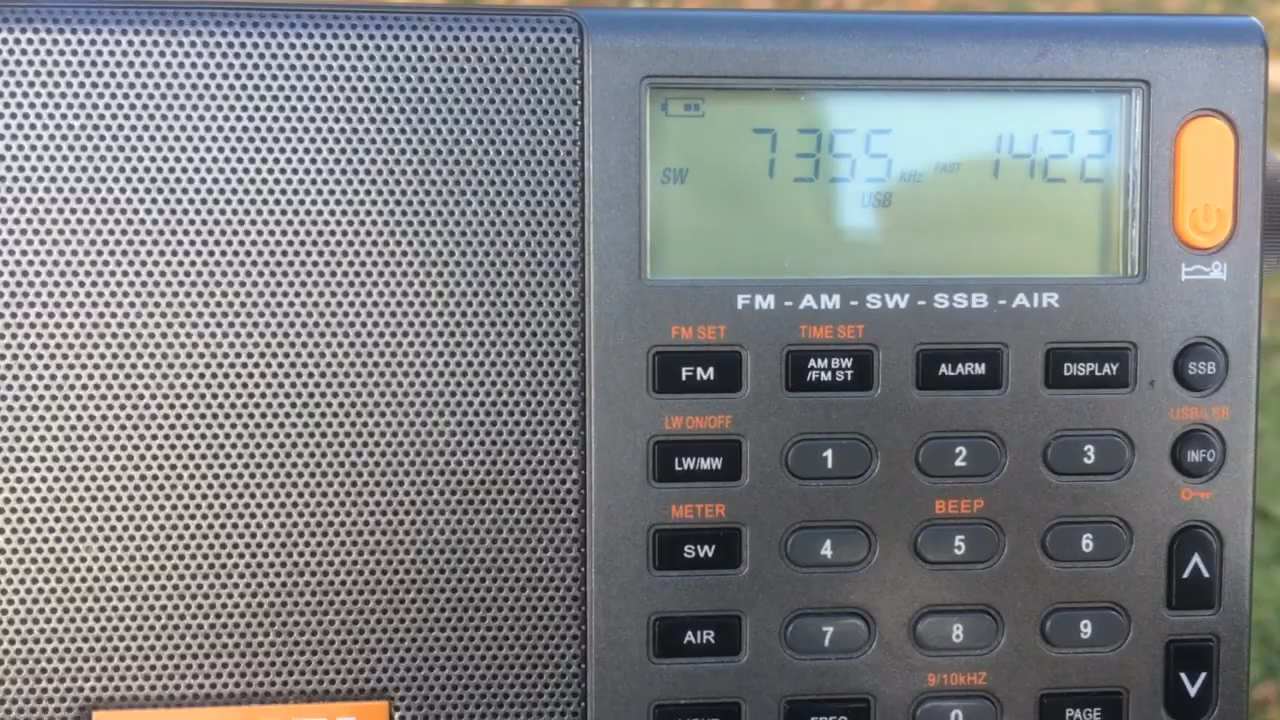 7355 KHz FAST 1422
SW
USB
FM - AM - SW - SSB - AIR
FM SET TIME SET
FM AM BW /FM ST ALARM DISPLAY SSB
LW ON/OFF USB/LSB
LW/MW 1 2 3 INFO
METER BEEP
SW 4 5 6
AIR 7 8 9
9/10kHZ
0 PAGE